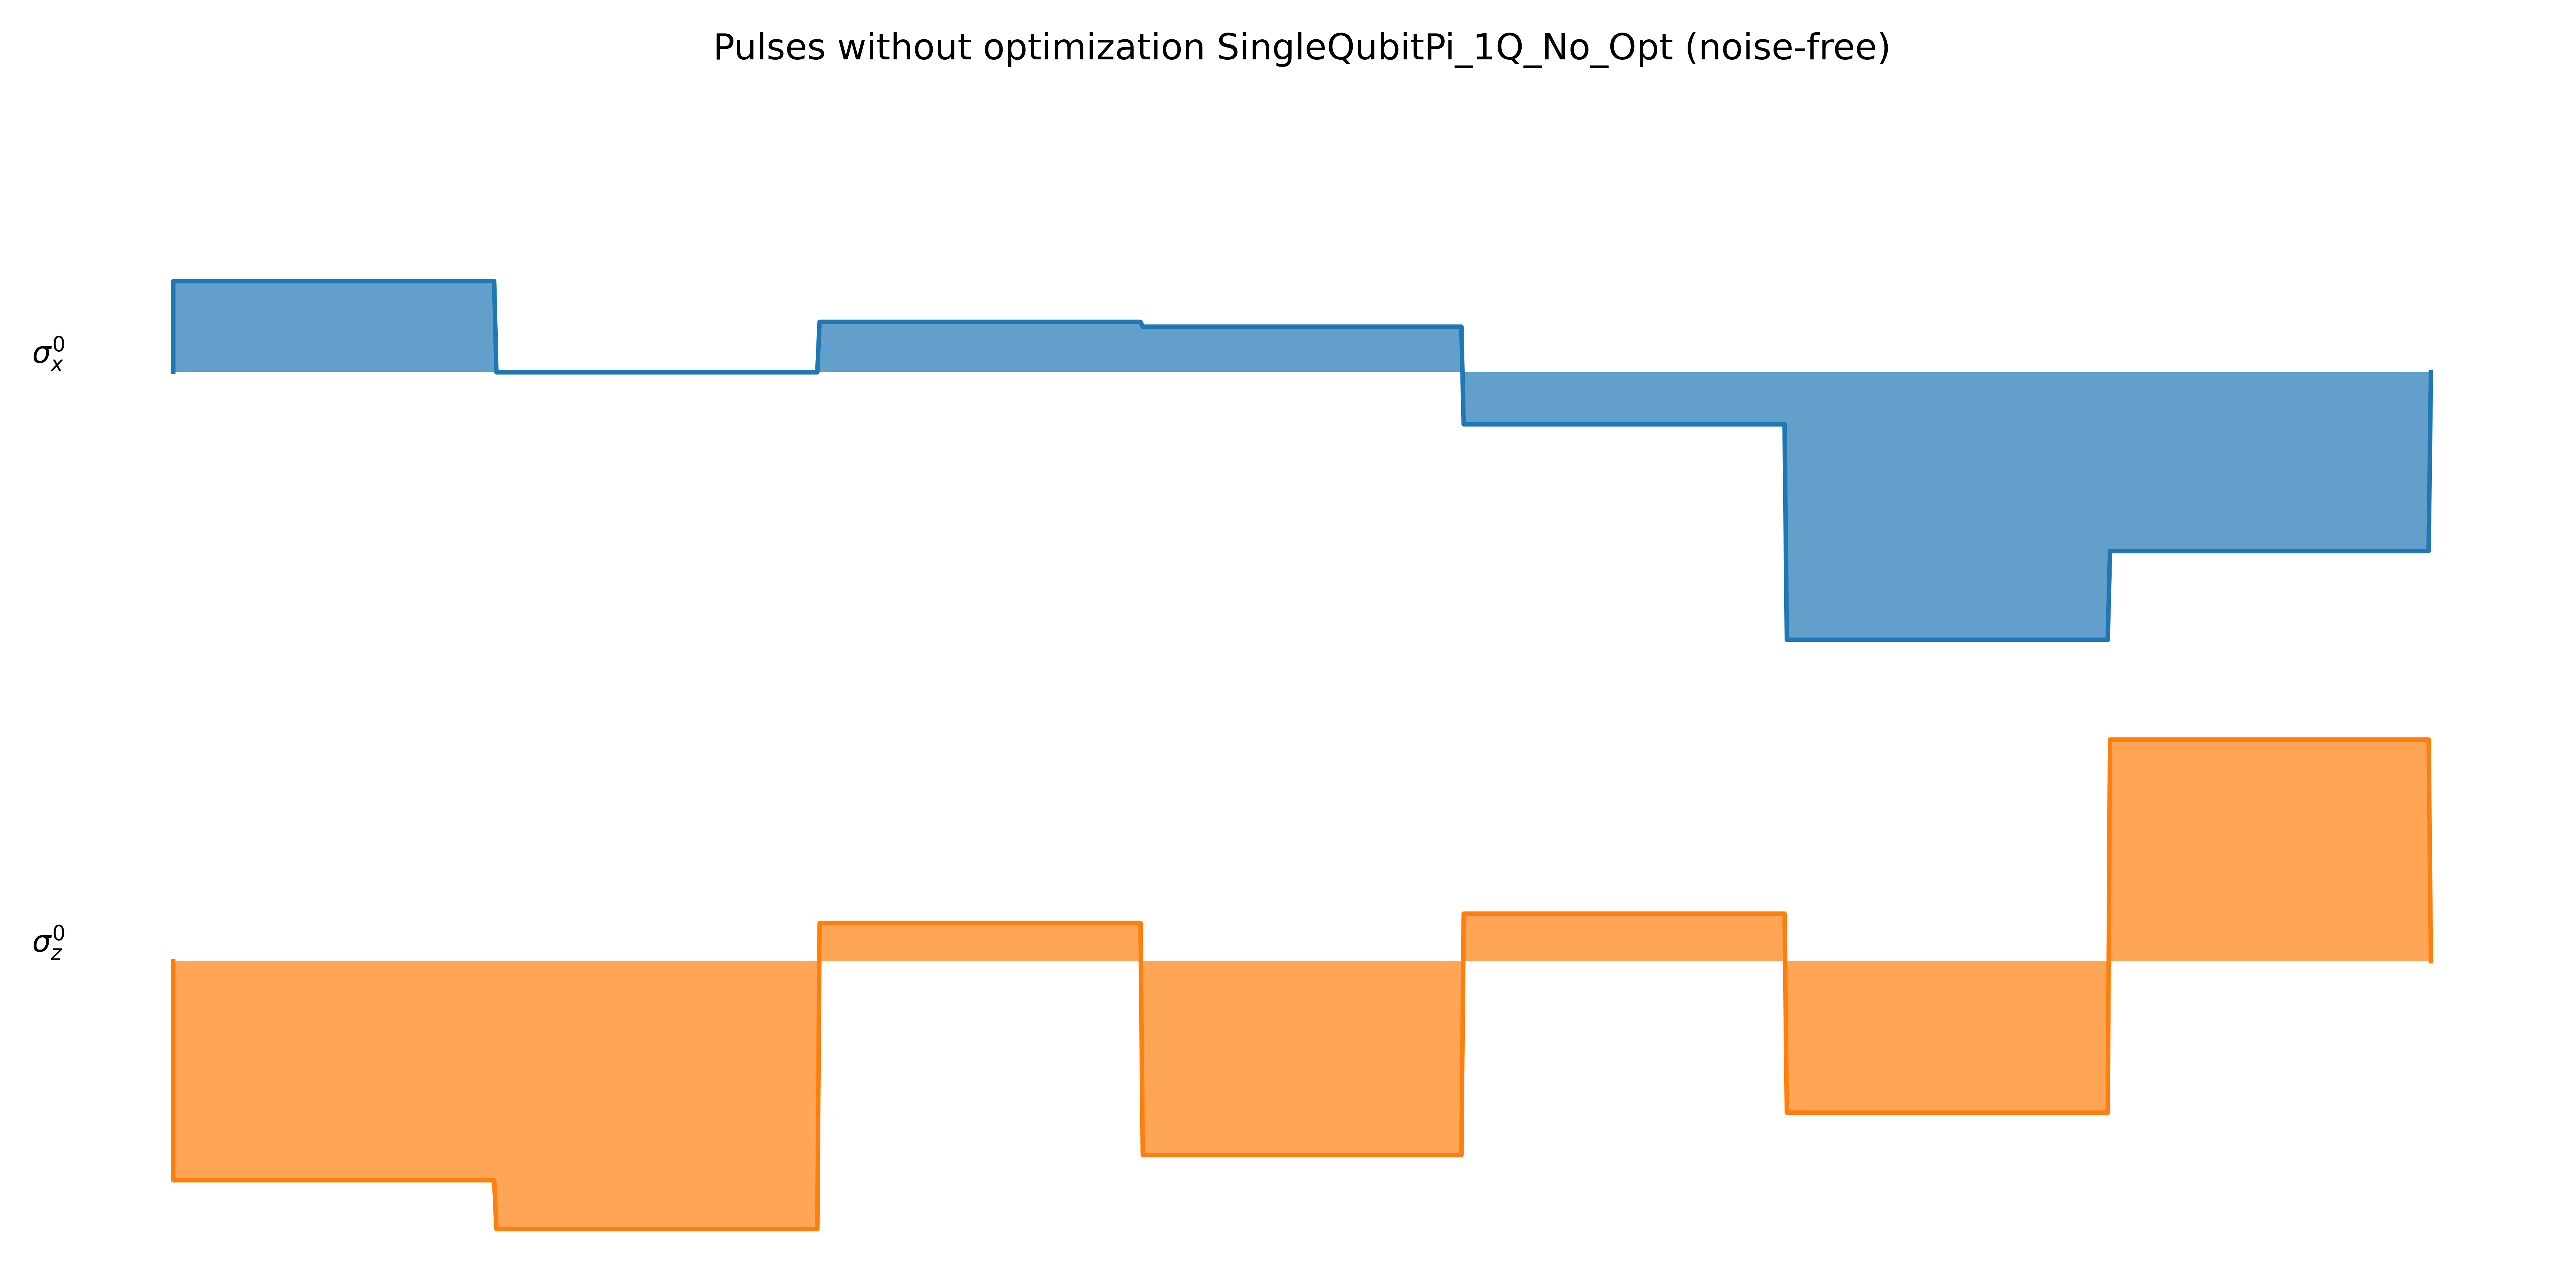 Pulses without optimization SingleQubitPi_1Q_No_Opt (noise-free)
σ_x^0
σ_z^0